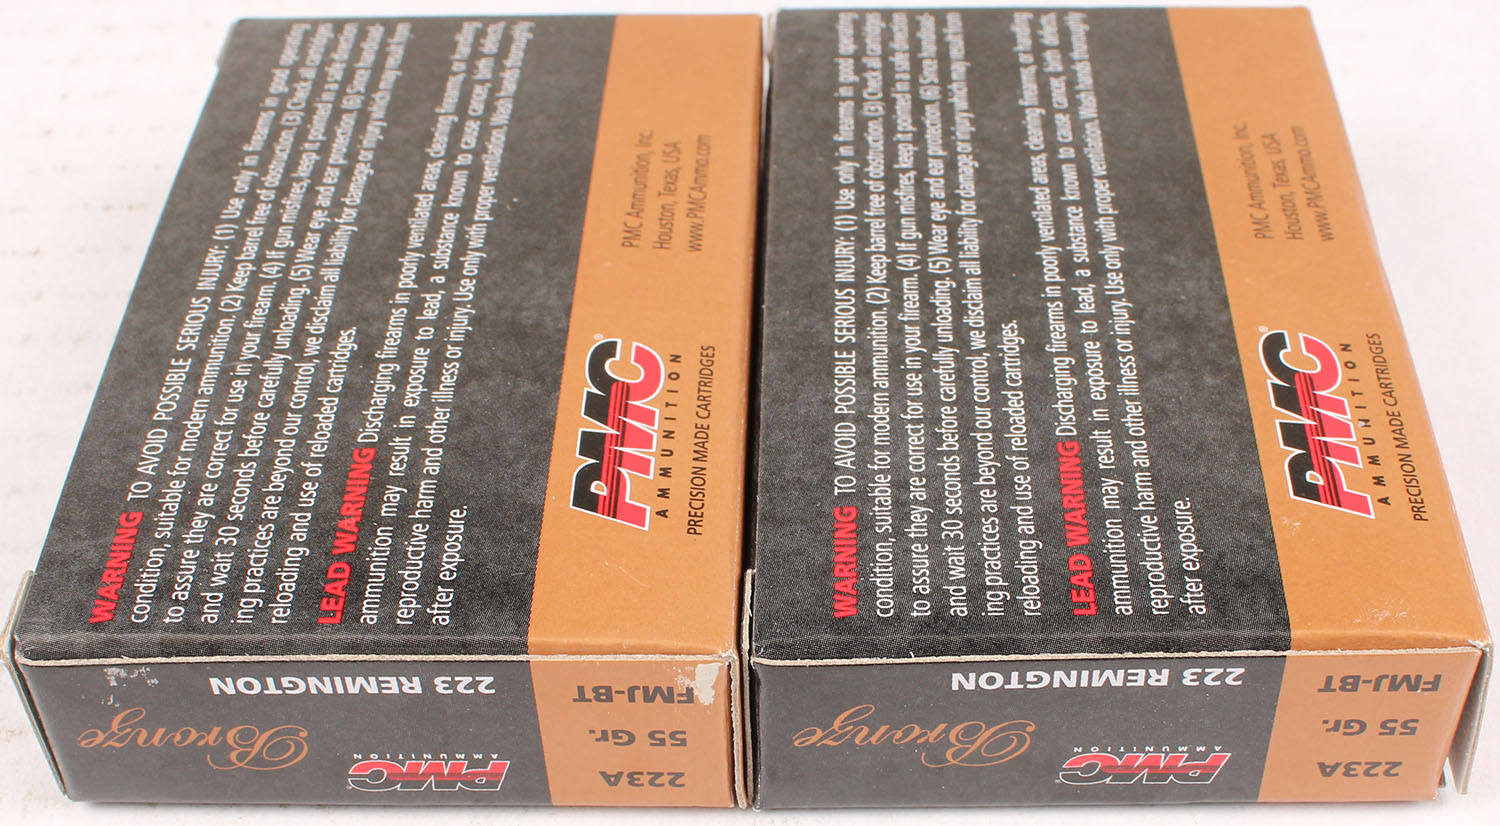 WARNING TO AVOID POSSIBLE SERIOUS INJURY: (1) Use only in firearms in good operating
condition, suitable for modern ammunition. (2) Keep barrel free of obstruction. (3) Check all cartridges
to assure they are correct for use in your firearm. (4) If gun misfires, keep it pointed in a safe direction
and wait 30 seconds before carefully unloading. (5) Wear eye and ear protection. (6) Since handload-
ing practices are beyond our control, we disclaim all liability for damage or injury which may result from
reloading and use of reloaded cartridges.
LEAD WARNING Discharging firearms in poorly ventilated areas, cleaning firearms, or handling
ammunition may result in exposure to lead, a substance known to cause cancer, birth defects,
reproductive harm and other illness or injury. Use only with proper ventilation. Wash hands thoroughly
after exposure.
PMC®
AMMUNITION
PRECISION MADE CARTRIDGES
PMC Ammunition, Inc.
Houston, Texas, USA
www.PMCAmmo.com
223A
55 Gr.
FMJ-BT
PMC
AMMUNITION
Bronze
223 REMINGTON
WARNING TO AVOID POSSIBLE SERIOUS INJURY: (1) Use only in firearms in good operating
condition, suitable for modern ammunition. (2) Keep barrel free of obstruction. (3) Check all cartridges
to assure they are correct for use in your firearm. (4) If gun misfires, keep it pointed in a safe direction
and wait 30 seconds before carefully unloading. (5) Wear eye and ear protection. (6) Since handload-
ing practices are beyond our control, we disclaim all liability for damage or injury which may result from
reloading and use of reloaded cartridges.
LEAD WARNING Discharging firearms in poorly ventilated areas, cleaning firearms, or handling
ammunition may result in exposure to lead, a substance known to cause cancer, birth defects,
reproductive harm and other illness or injury. Use only with proper ventilation. Wash hands thoroughly
after exposure.
PMC®
AMMUNITION
PRECISION MADE CARTRIDGES
PMC Ammunition, Inc.
Houston, Texas, USA
www.PMCAmmo.com
223A
55 Gr.
FMJ-BT
PMC
AMMUNITION
Bronze
223 REMINGTON